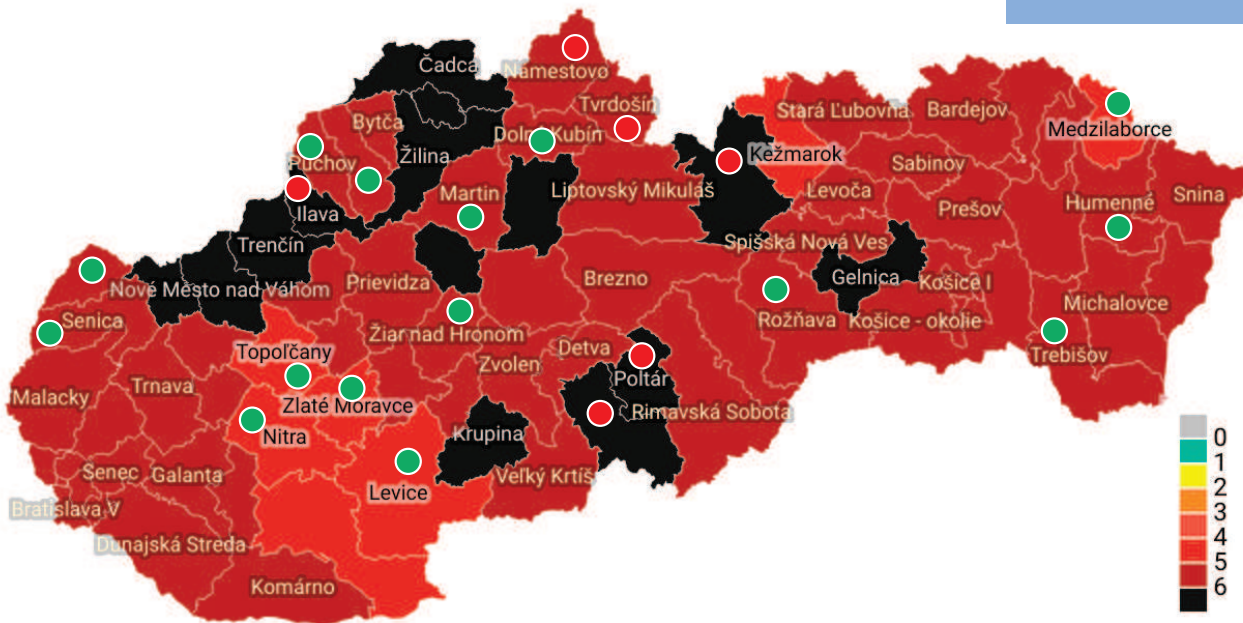 Čadca
Námestovo
Tvrdošín
Stará Ľubovňa
Bardejov
Medzilaborce
Bytča
Dolný Kubín
Žilina
Kežmarok
Púchov
Sabinov
Martin
Liptovský Mikuláš
Levoča
Humenné
Snina
Ilava
Prešov
Trenčín
Spišská Nová Ves
Gelnica
Košice I
Nové Město nad Váhom
Prievidza
Brezno
Michalovce
Senica
Žiar nad Hronom
Rožňava
Košice - okolie
Topoľčany
Detva
Trebišov
Zvolen
Poltár
Malacky
Trnava
Zlaté Moravce
Rimavská Sobota
Nitra
Krupina
Senec
Galanta
Levice
Veľký Krtíš
Bratislava V
Dunajská Streda
Komárno
0
1
2
3
4
5
6